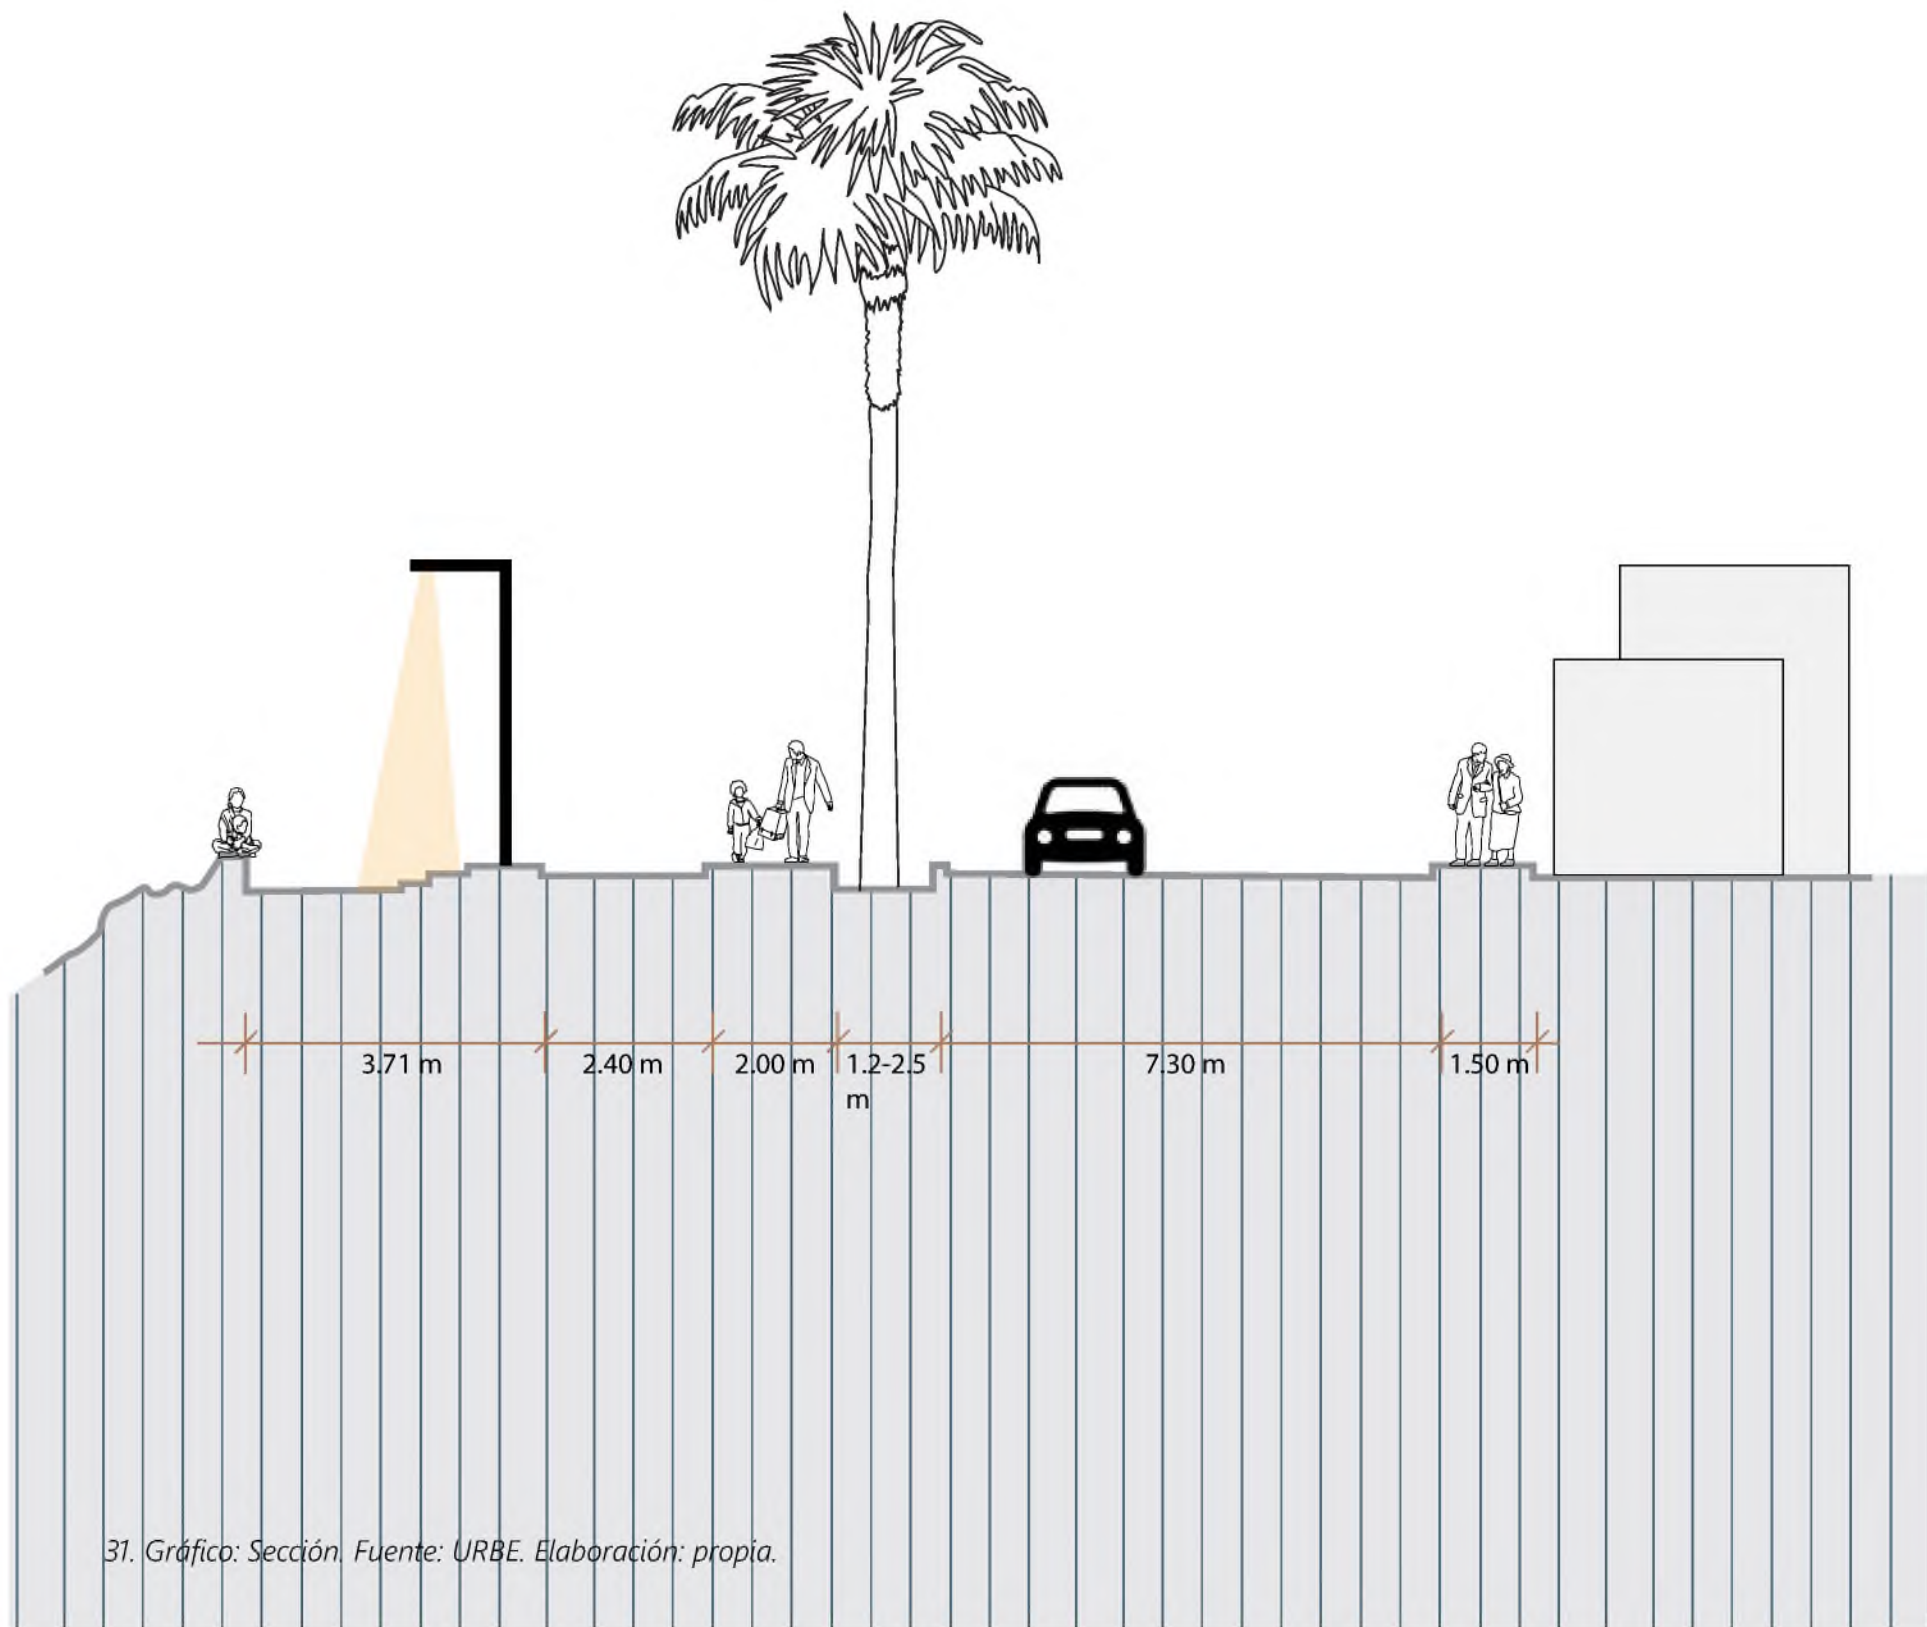 3.71 m
2.40 m
2.00 m
1.2-2.5
m
7.30 m
1.50 m
31. Gráfico: Sección. Fuente: URBE. Elaboración: propia.